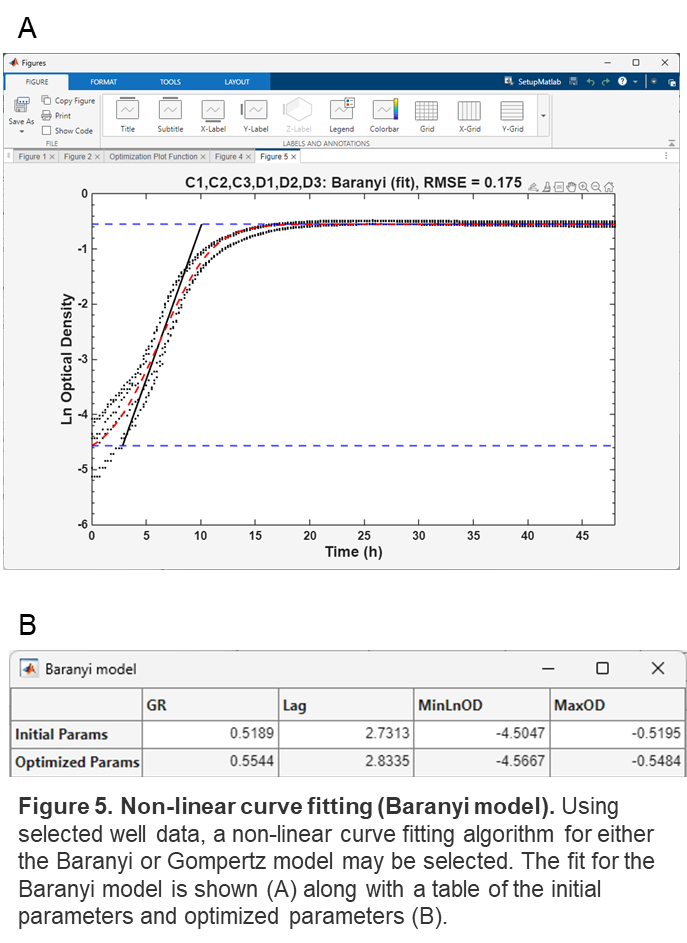 A
Figures
FIGURE FORMAT TOOLS LAYOUT SetupMatlab
Save As
Copy Figure
Print
Show Code
Title Subtitle X-Label Y-Label Z-Label Legend Colorbar Grid X-Grid Y-Grid
FILE LABELS AND ANNOTATIONS
Figure 1 × Figure 2 × Optimization Plot Function × Figure 4 × Figure 5 ×
C1,C2,C3,D1,D2,D3: Baranyi (fit), RMSE = 0.175
0
-1
-2
-3
-4
-5
-6
Ln Optical Density
0 5 10 15 20 25 30 35 40 45
Time (h)
B
Baranyi model
GR Lag MinLnOD MaxOD
Initial Params 0.5189 2.7313 -4.5047 -0.5195
Optimized Params 0.5544 2.8335 -4.5667 -0.5484
Figure 5. Non-linear curve fitting (Baranyi model). Using
selected well data, a non-linear curve fitting algorithm for either
the Baranyi or Gompertz model may be selected. The fit for the
Baranyi model is shown (A) along with a table of the initial
parameters and optimized parameters (B).